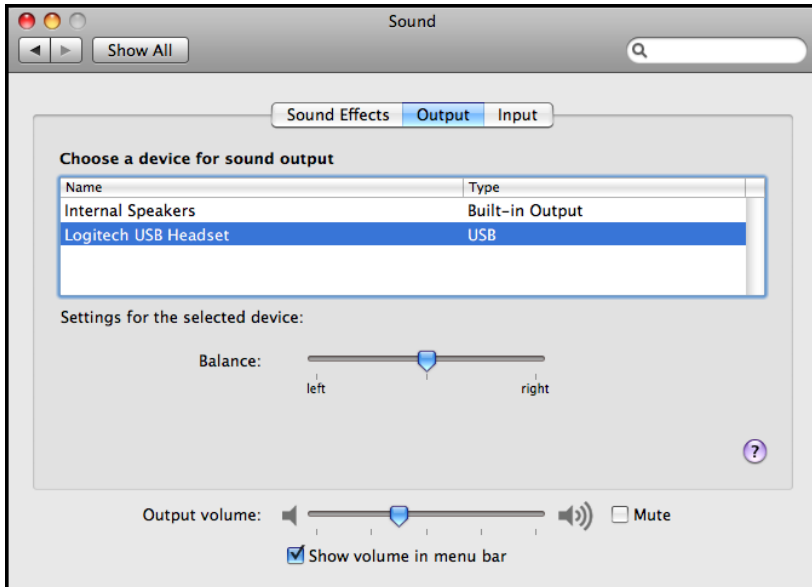 Sound
Show All
Sound Effects Output Input
Choose a device for sound output
Name Type
Internal Speakers Built-in Output
Logitech USB Headset USB
Settings for the selected device:
Balance:
left right
?
Output volume: Mute
Show volume in menu bar